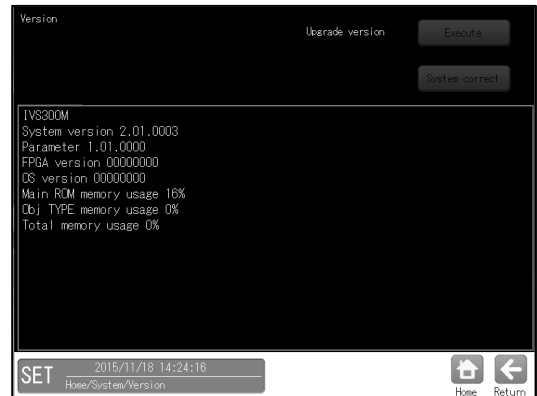 Version
Upgrade version
Execute
System correct
IVS300M
System version 2.01.0003
Parameter 1.01.0000
FPGA version 00000000
OS version 00000000
Main ROM memory usage 16%
Obj TYPE memory usage 0%
Total memory usage 0%
SET
2015/11/18 14:24:16
Home/System/Version
Home
Return